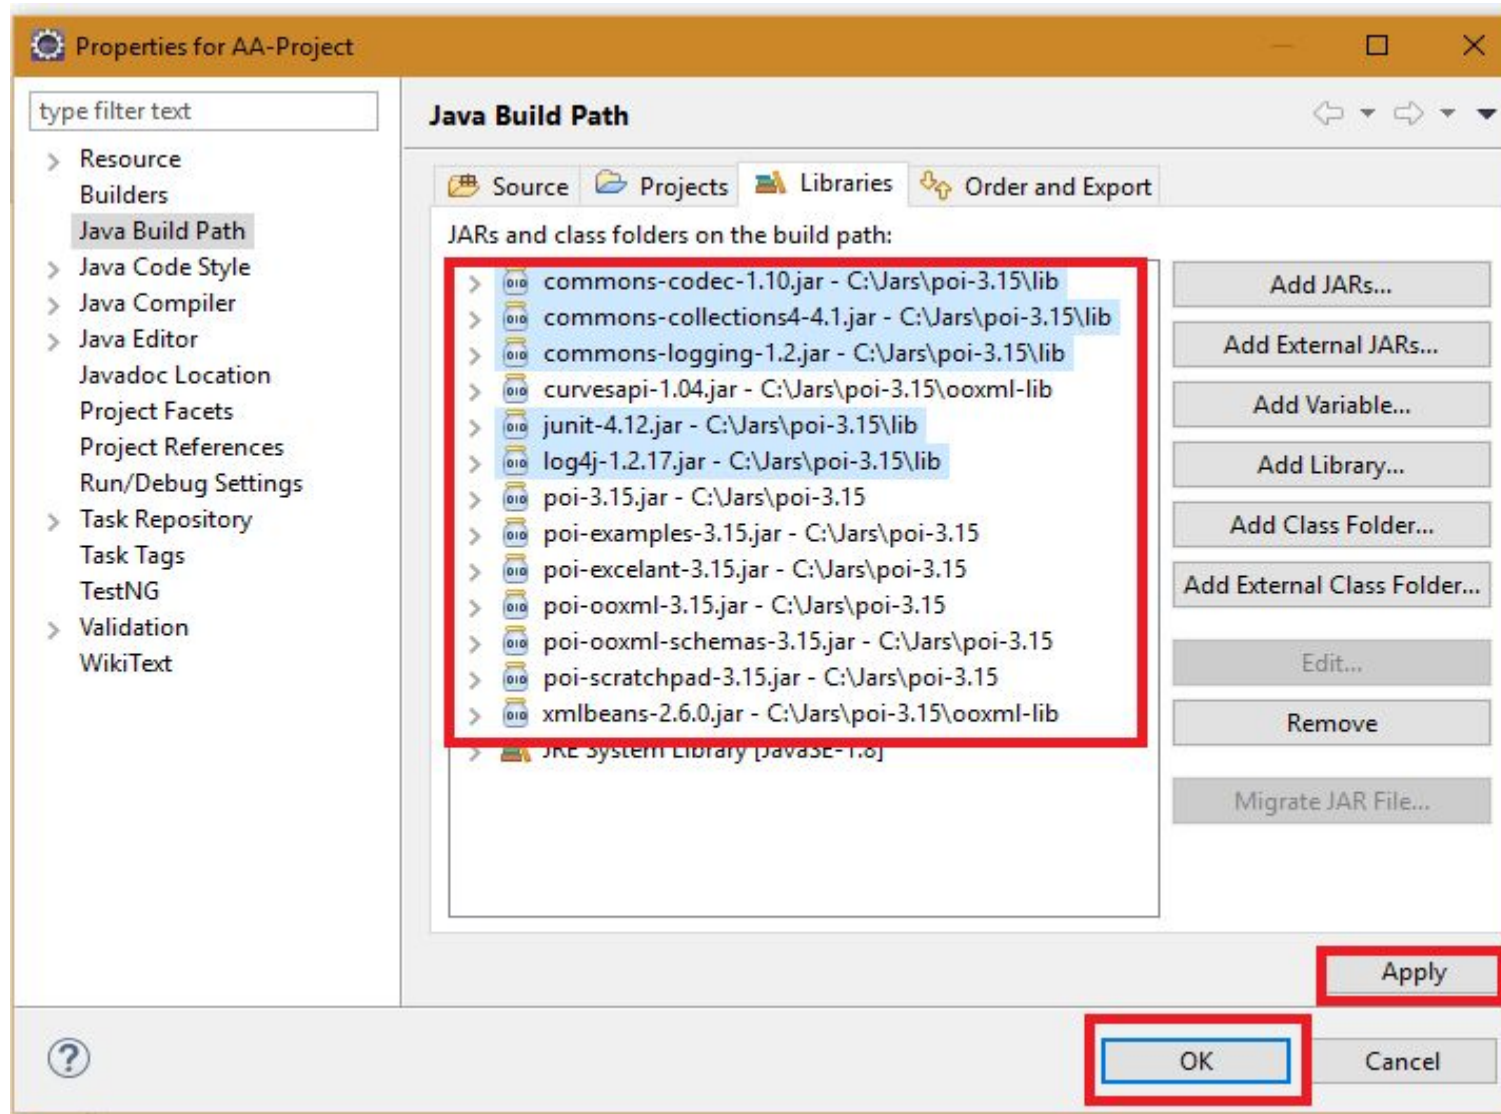 Properties for AA-Project
type filter text
Resource
Builders
Java Build Path
Java Code Style
Java Compiler
Java Editor
Javadoc Location
Project Facets
Project References
Run/Debug Settings
Task Repository
Task Tags
TestNG
Validation
WikiText
Java Build Path
Source Projects Libraries Order and Export
JARs and class folders on the build path:
commons-codec-1.10.jar - C:\Jars\poi-3.15\lib
commons-collections4-4.1.jar - C:\Jars\poi-3.15\lib
commons-logging-1.2.jar - C:\Jars\poi-3.15\lib
curvesapi-1.04.jar - C:\Jars\poi-3.15\ooxml-lib
junit-4.12.jar - C:\Jars\poi-3.15\lib
log4j-1.2.17.jar - C:\Jars\poi-3.15\lib
poi-3.15.jar - C:\Jars\poi-3.15
poi-examples-3.15.jar - C:\Jars\poi-3.15
poi-excelant-3.15.jar - C:\Jars\poi-3.15
poi-ooxml-3.15.jar - C:\Jars\poi-3.15
poi-ooxml-schemas-3.15.jar - C:\Jars\poi-3.15
poi-scratchpad-3.15.jar - C:\Jars\poi-3.15
xmlbeans-2.6.0.jar - C:\Jars\poi-3.15\ooxml-lib
JRE System Library [JavaSE-1.8]
Add JARs...
Add External JARs...
Add Variable...
Add Library...
Add Class Folder...
Add External Class Folder...
Edit...
Remove
Migrate JAR File...
Apply
OK
Cancel